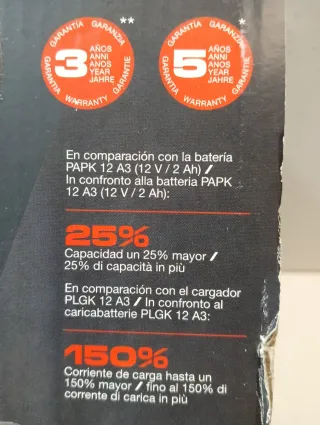 ** *
GARANTÍA GARANZIA GARANTIE WARRANTY GARANTIA
3 AÑOS
ANNI
ANOS
YEAR
JAHRE
GARANTÍA GARANZIA GARANTIE WARRANTY GARANTIA
5 AÑOS
ANNI
ANOS
YEAR
JAHRE
En comparación con la batería
PAPK 12 A3 (12 V / 2 Ah) /
In confronto alla batteria PAPK
12 A3 (12 V / 2 Ah):
25%
Capacidad un 25% mayor /
25% di capacità in più
En comparación con el cargador
PLGK 12 A3 / In confronto al
caricabatterie PLGK 12 A3:
150%
Corriente de carga hasta un
150% mayor / fino al 150% di
corrente di carica in più